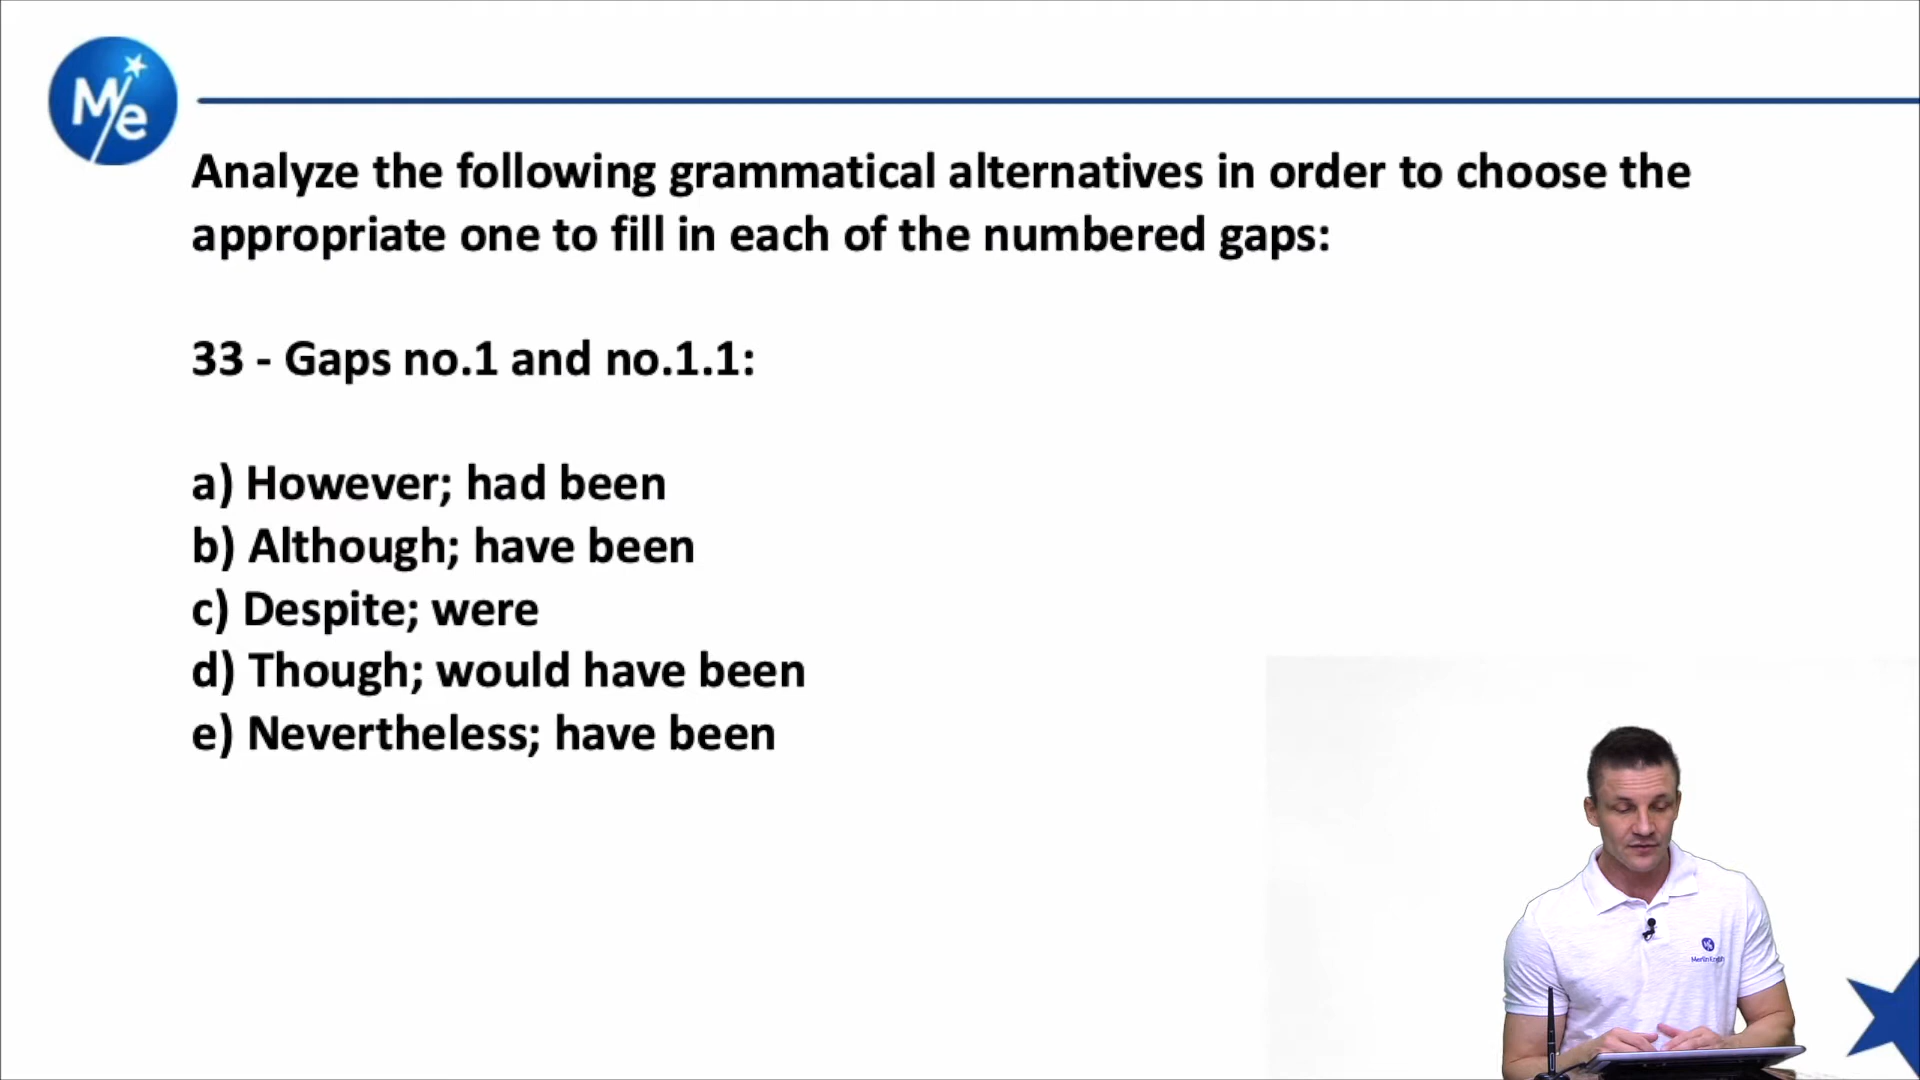 M/e
Analyze the following grammatical alternatives in order to choose the
appropriate one to fill in each of the numbered gaps:
33 - Gaps no.1 and no.1.1:
a) However; had been
b) Although; have been
c) Despite; were
d) Though; would have been
e) Nevertheless; have been